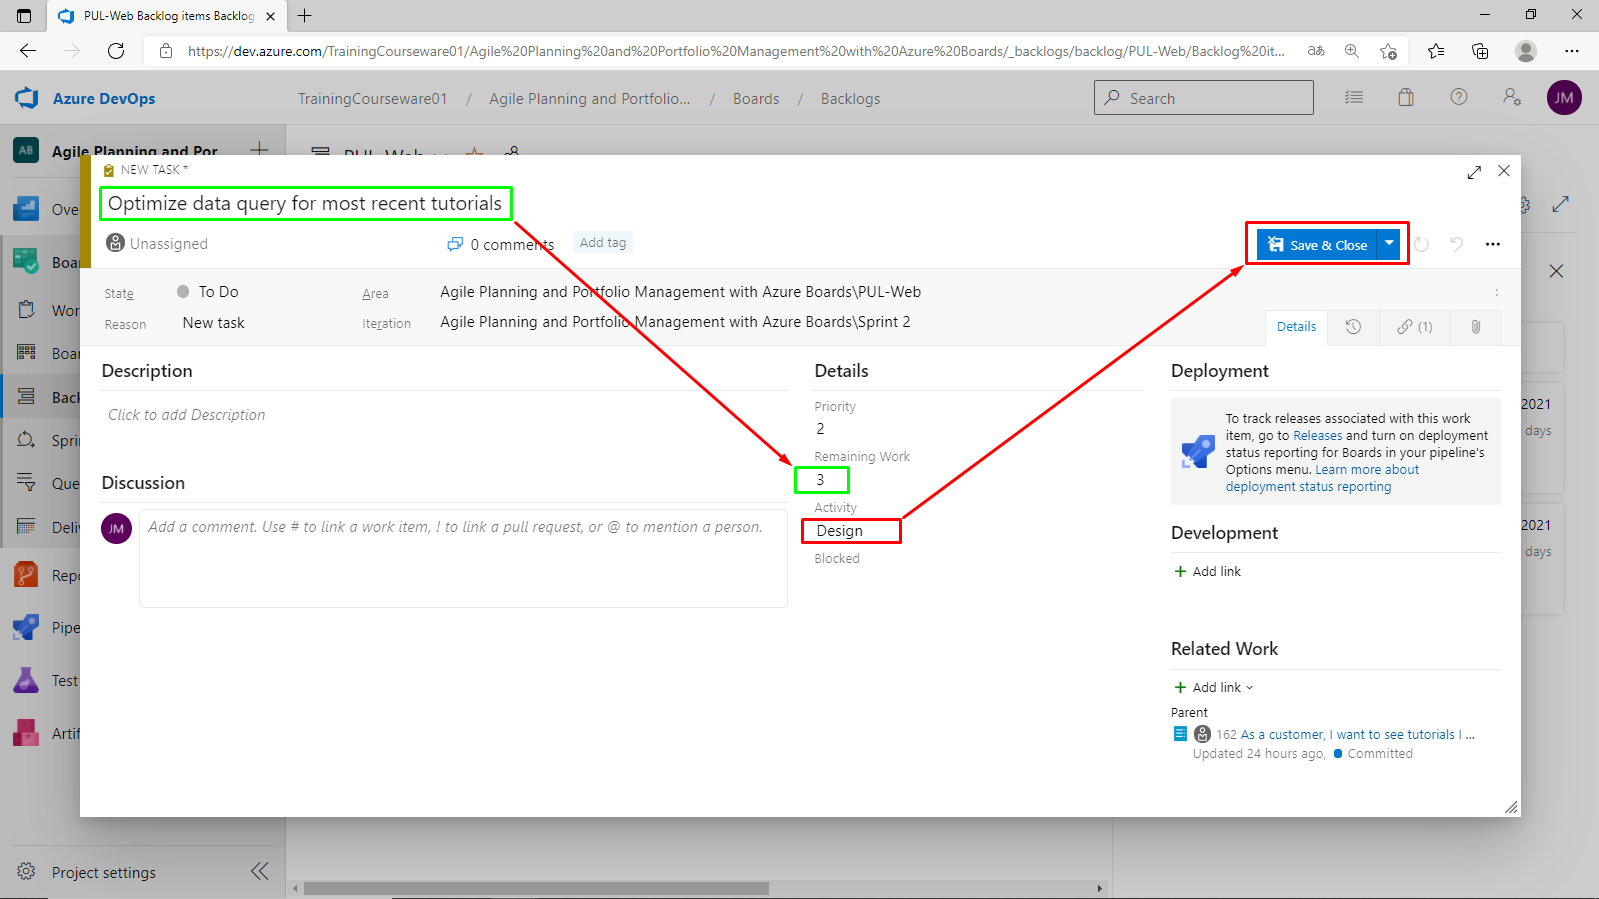 PUL-Web Backlog items Backlog
https://dev.azure.com/TrainingCourseware01/Agile%20Planning%20and%20Portfolio%20Management%20with%20Azure%20Boards/_backlogs/backlog/PUL-Web/Backlog%20it...
Azure DevOps
TrainingCourseware01 / Agile Planning and Portfolio... / Boards / Backlogs
Search
JM
AB Agile Planning and Por
PUL-Web
NEW TASK *
Optimize data query for most recent tutorials
Unassigned
0 comments
Add tag
Save & Close
State To Do
Area Agile Planning and Portfolio Management with Azure Boards\PUL-Web
Reason New task
Iteration Agile Planning and Portfolio Management with Azure Boards\Sprint 2
Details
(1)
Description
Click to add Description
Discussion
JM
Add a comment. Use # to link a work item, ! to link a pull request, or @ to mention a person.
Details
Priority
2
Remaining Work
3
Activity
Design
Blocked
Deployment
To track releases associated with this work
item, go to Releases and turn on deployment
status reporting for Boards in your pipeline's
Options menu. Learn more about
deployment status reporting
Development
Add link
Related Work
Add link
Parent
162 As a customer, I want to see tutorials I ...
Updated 24 hours ago, Committed
Ove
Boa
Wor
Boa
Back
Spri
Que
Deli
Repo
Pipe
Test
Artif
2021
days
2021
days
Project settings